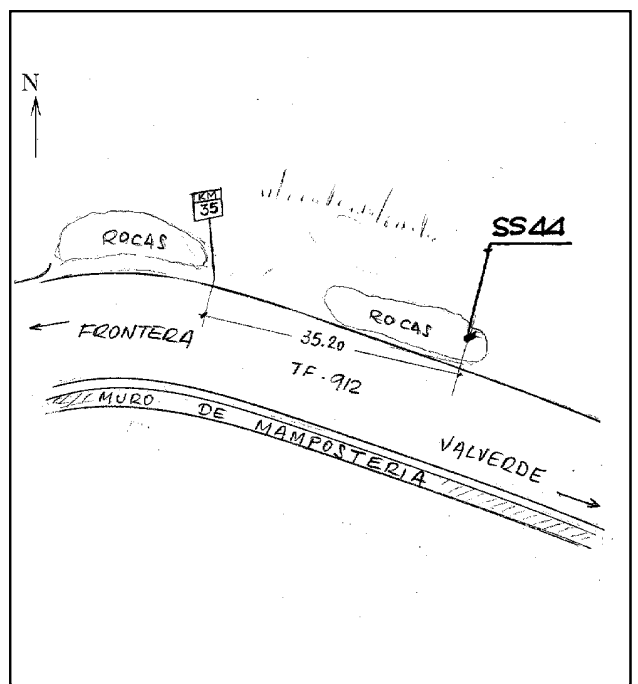 N
KM
35
ROCAS
SS44
ROCAS
FRONTERA
35.20
TF-912
MURO DE MAMPOSTERIA
VALVERDE